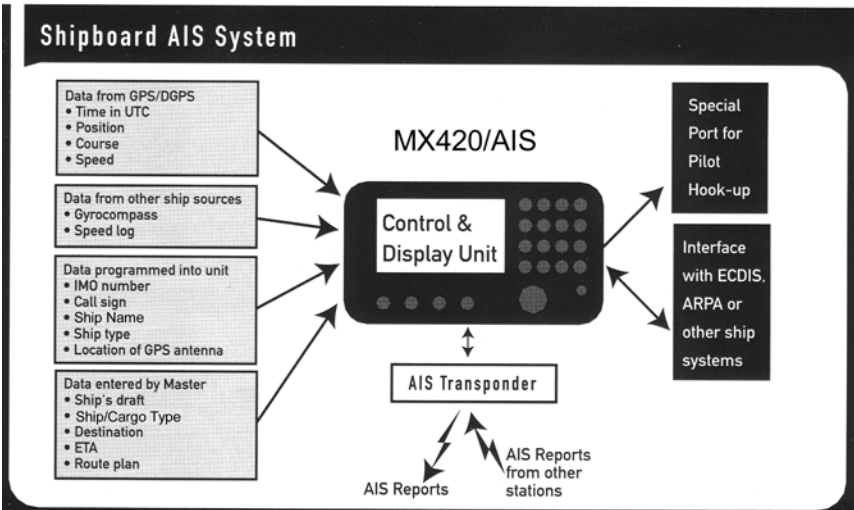 Shipboard AIS System
Data from GPS/DGPS
• Time in UTC
• Position
• Course
• Speed
Data from other ship sources
• Gyrocompass
• Speed log
Data programmed into unit
• IMO number
• Call sign
• Ship Name
• Ship type
• Location of GPS antenna
Data entered by Master
• Ship's draft
• Ship/Cargo Type
• Destination
• ETA
• Route plan
MX420/AIS
Control &
Display Unit
AIS Transponder
AIS Reports
AIS Reports
from other
stations
Special
Port for
Pilot
Hook-up
Interface
with ECDIS,
ARPA or
other ship
systems